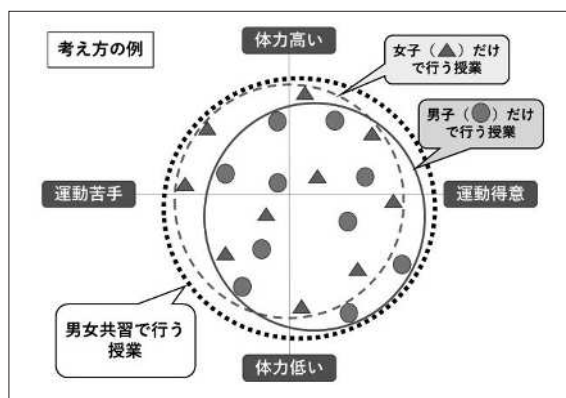 考え方の例
体力高い
女子(▲)だけ
で行う授業
男子(●)だけ
で行う授業
運動苦手
運動得意
男女共習で行う
授業
体力低い